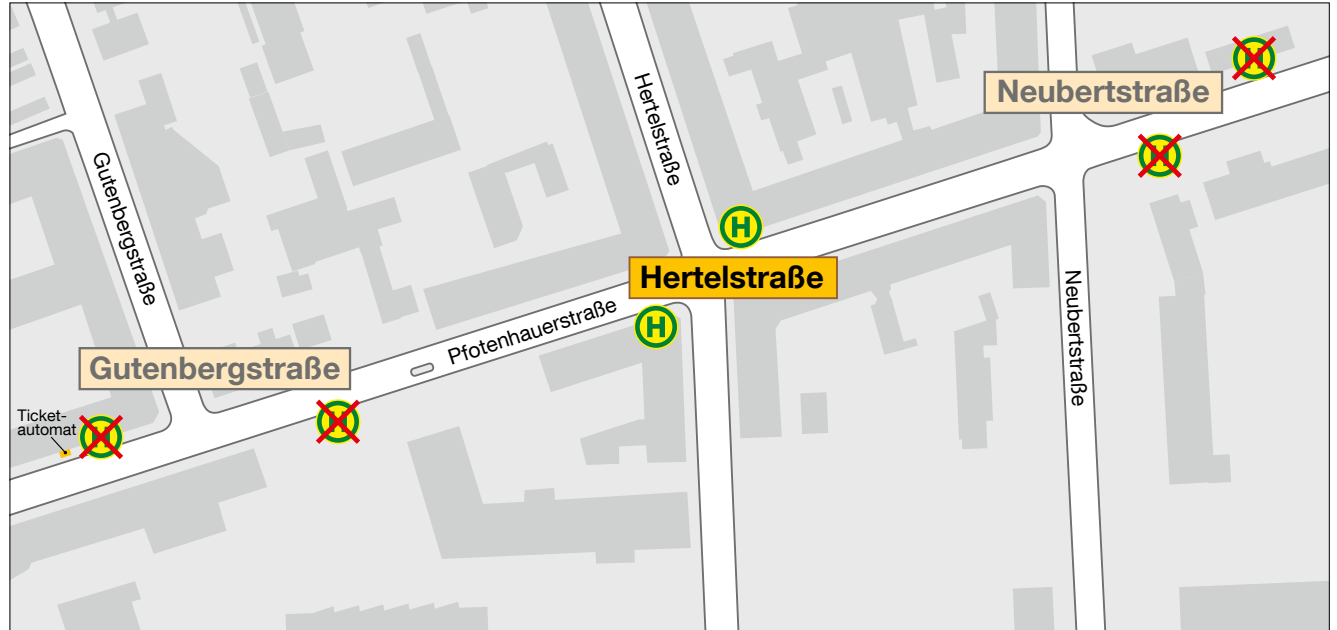 Hertelstraße
Neubertstraße
H
H
Gutenbergstraße
H
Hertelstraße
H
Pfotenhauerstraße
Neubertstraße
Gutenbergstraße
Ticket-
automat
H
H